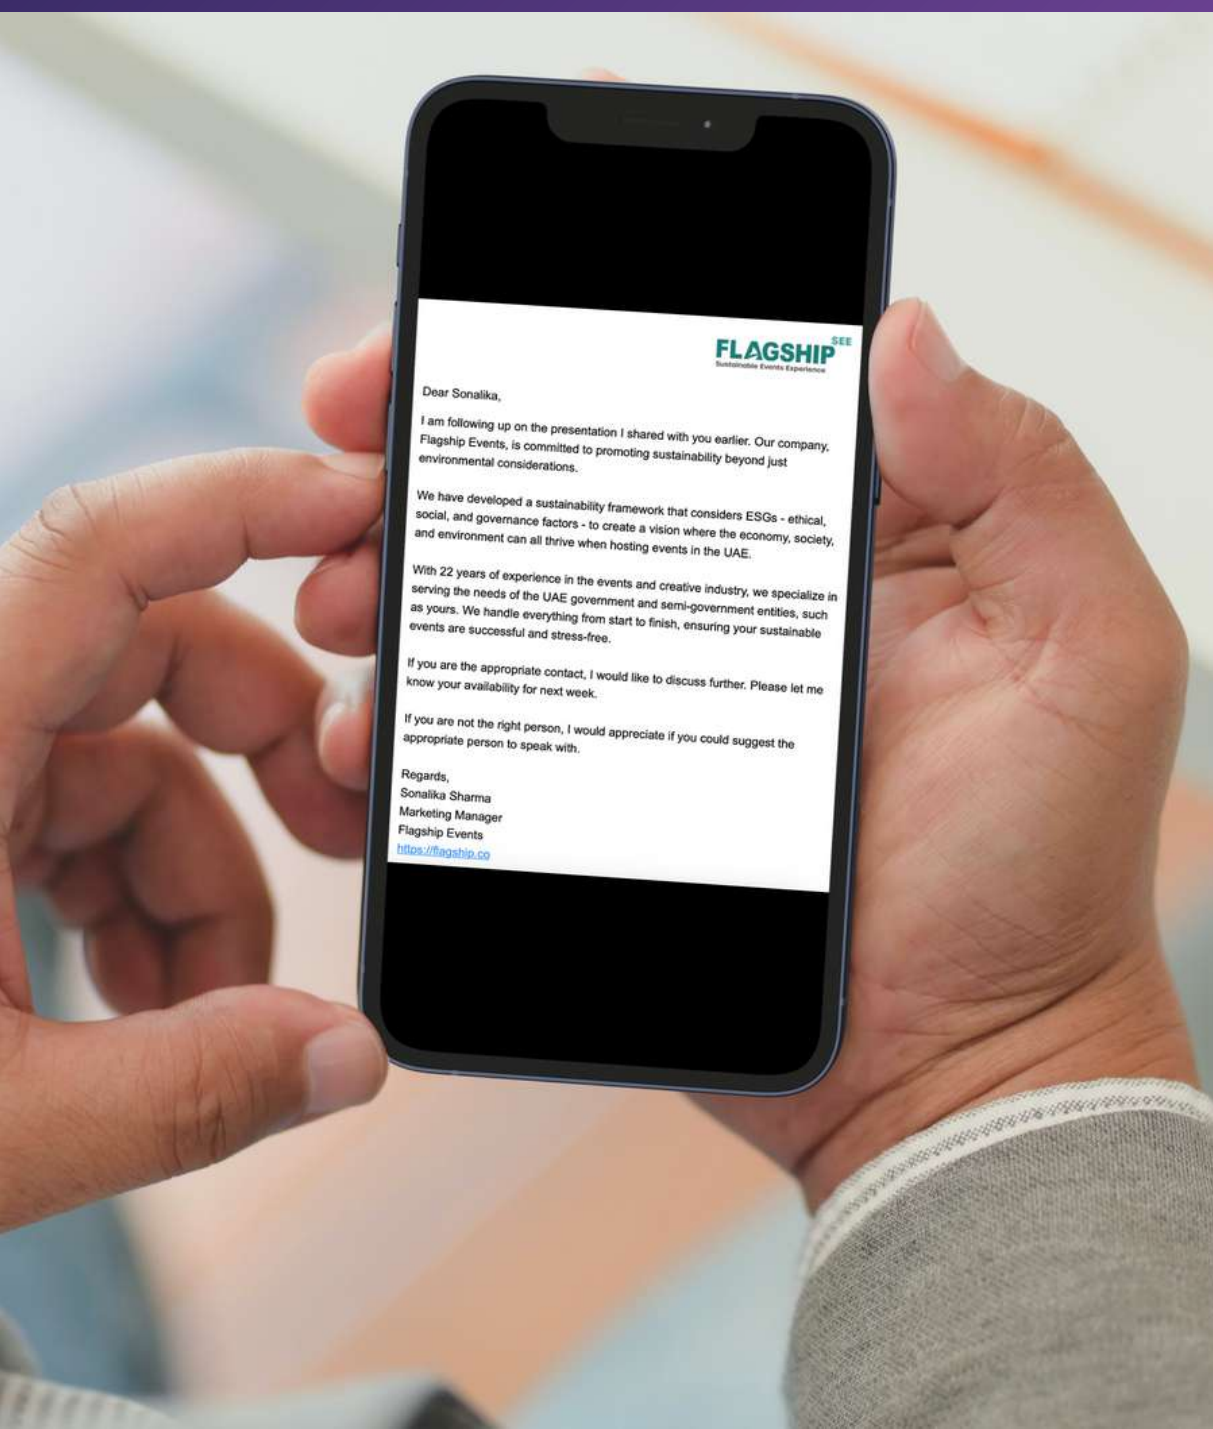 FLAGSHIP SEE
Sustainable Events Experience
Dear Sonalika,
I am following up on the presentation I shared with you earlier. Our company,
Flagship Events, is committed to promoting sustainability beyond just
environmental considerations.
We have developed a sustainability framework that considers ESGs - ethical,
social, and governance factors - to create a vision where the economy, society,
and environment can all thrive when hosting events in the UAE.
With 22 years of experience in the events and creative industry, we specialize in
serving the needs of the UAE government and semi-government entities, such
as yours. We handle everything from start to finish, ensuring your sustainable
events are successful and stress-free.
If you are the appropriate contact, I would like to discuss further. Please let me
know your availability for next week.
If you are not the right person, I would appreciate if you could suggest the
appropriate person to speak with.
Regards,
Sonalika Sharma
Marketing Manager
Flagship Events
https://flagship.co